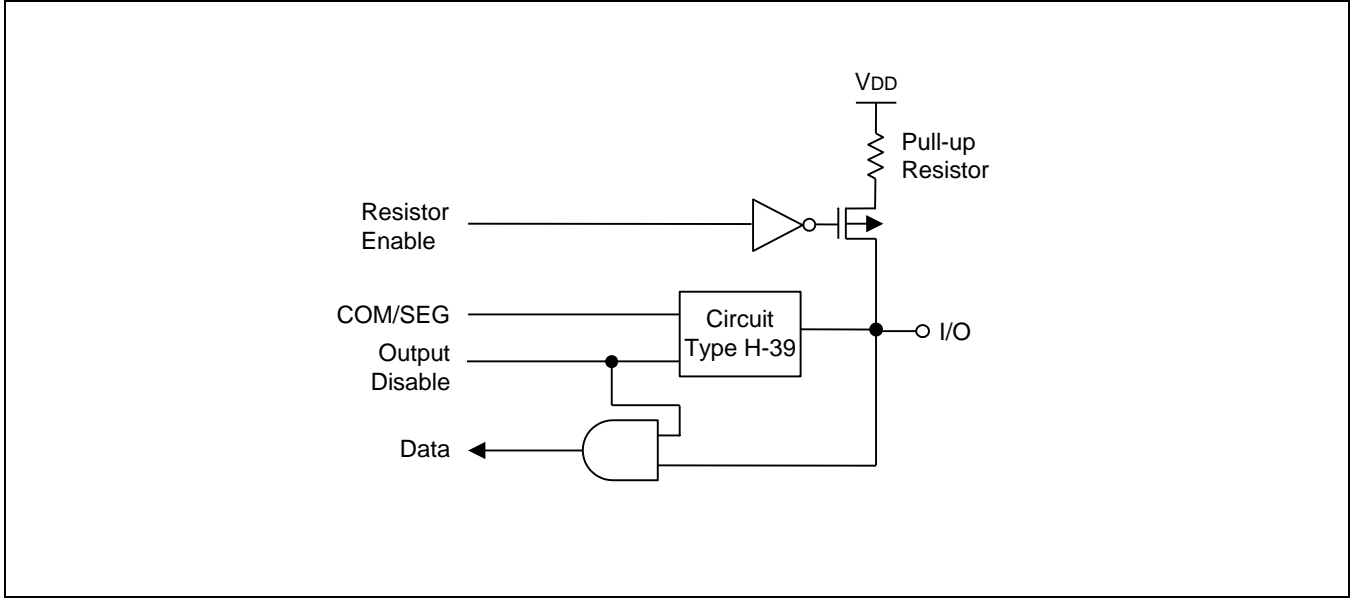 VDD
Pull-up
Resistor
Resistor
Enable
COM/SEG
Circuit
Type H-39
I/O
Output
Disable
Data